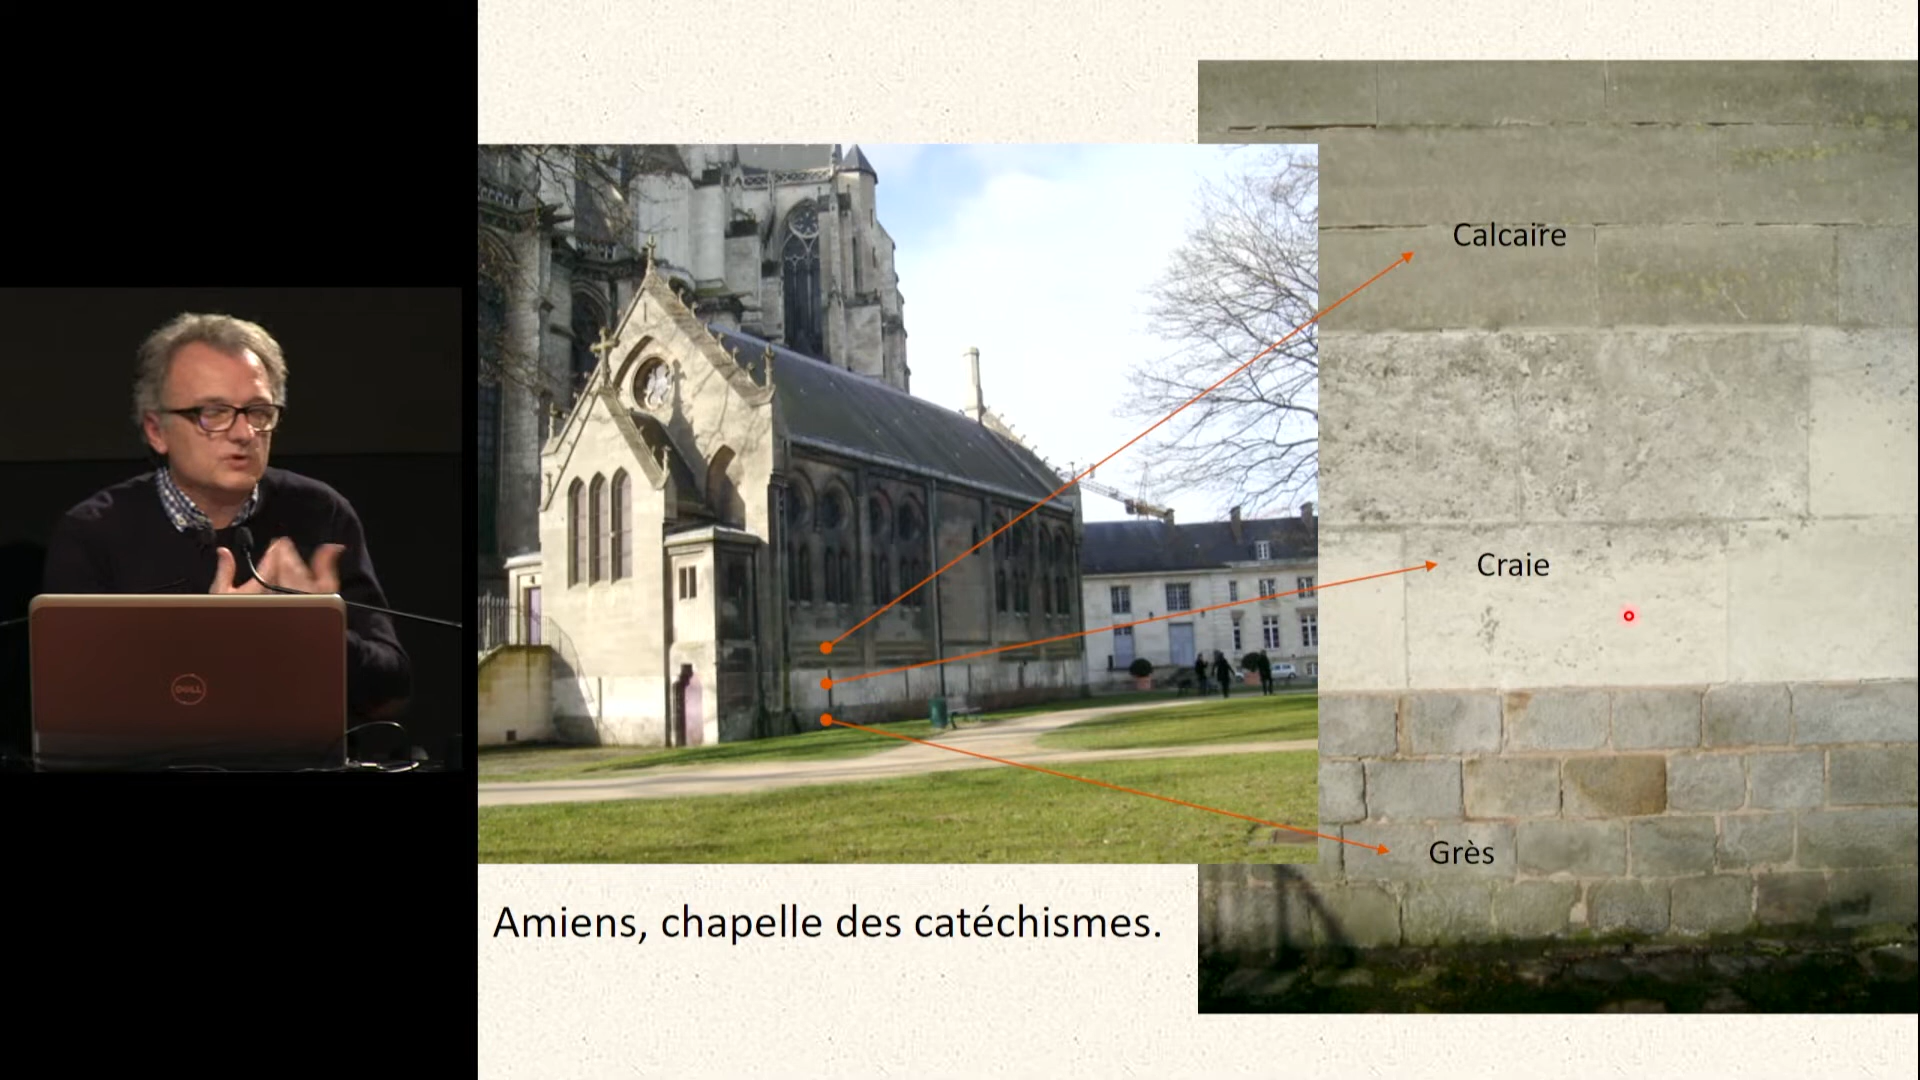 Calcaire
Craie
Grès
Amiens, chapelle des catéchismes.
DELL